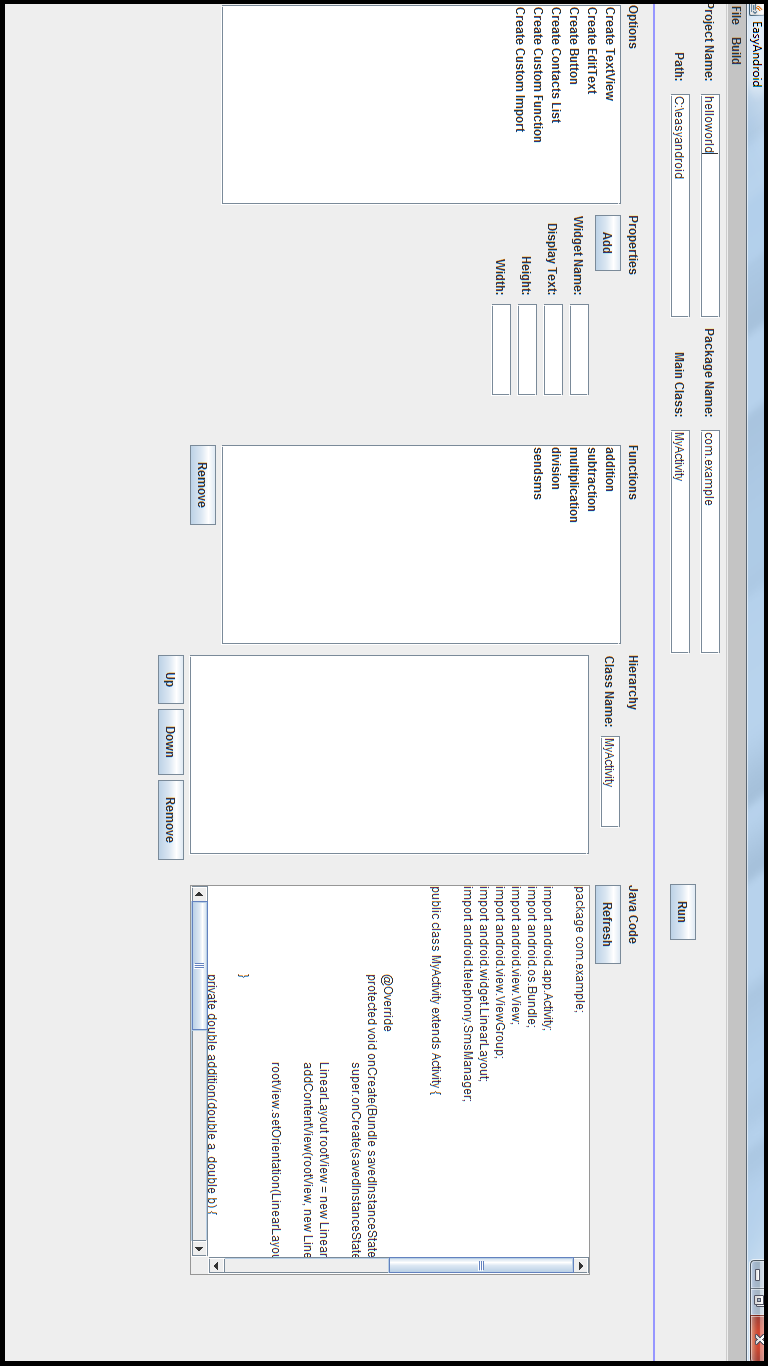 EasyAndroid
File Build
Project Name: helloworld Package Name: com.example
Path: C:\easyandroid Main Class: MyActivity Run
Options
Create TextView
Create EditText
Create Button
Create Contacts List
Create Custom Function
Create Custom Import
Properties
Add
Widget Name:
Display Text:
Height:
Width:
Functions
addition
subtraction
multiplication
division
sendsms
Remove
Hierarchy
Class Name: MyActivity
Up Down Remove
Java Code
Refresh
package com.example;
import android.app.Activity;
import android.os.Bundle;
import android.view.View;
import android.view.ViewGroup;
import android.widget.LinearLayout;
import android.telephony.SmsManager;
public class MyActivity extends Activity {
@Override
protected void onCreate(Bundle savedInstanceState
super.onCreate(savedInstanceState
LinearLayout rootView = new Linear
addContentView(rootView, new Line
rootView.setOrientation(LinearLayou
}
private double addition(double a, double b) {